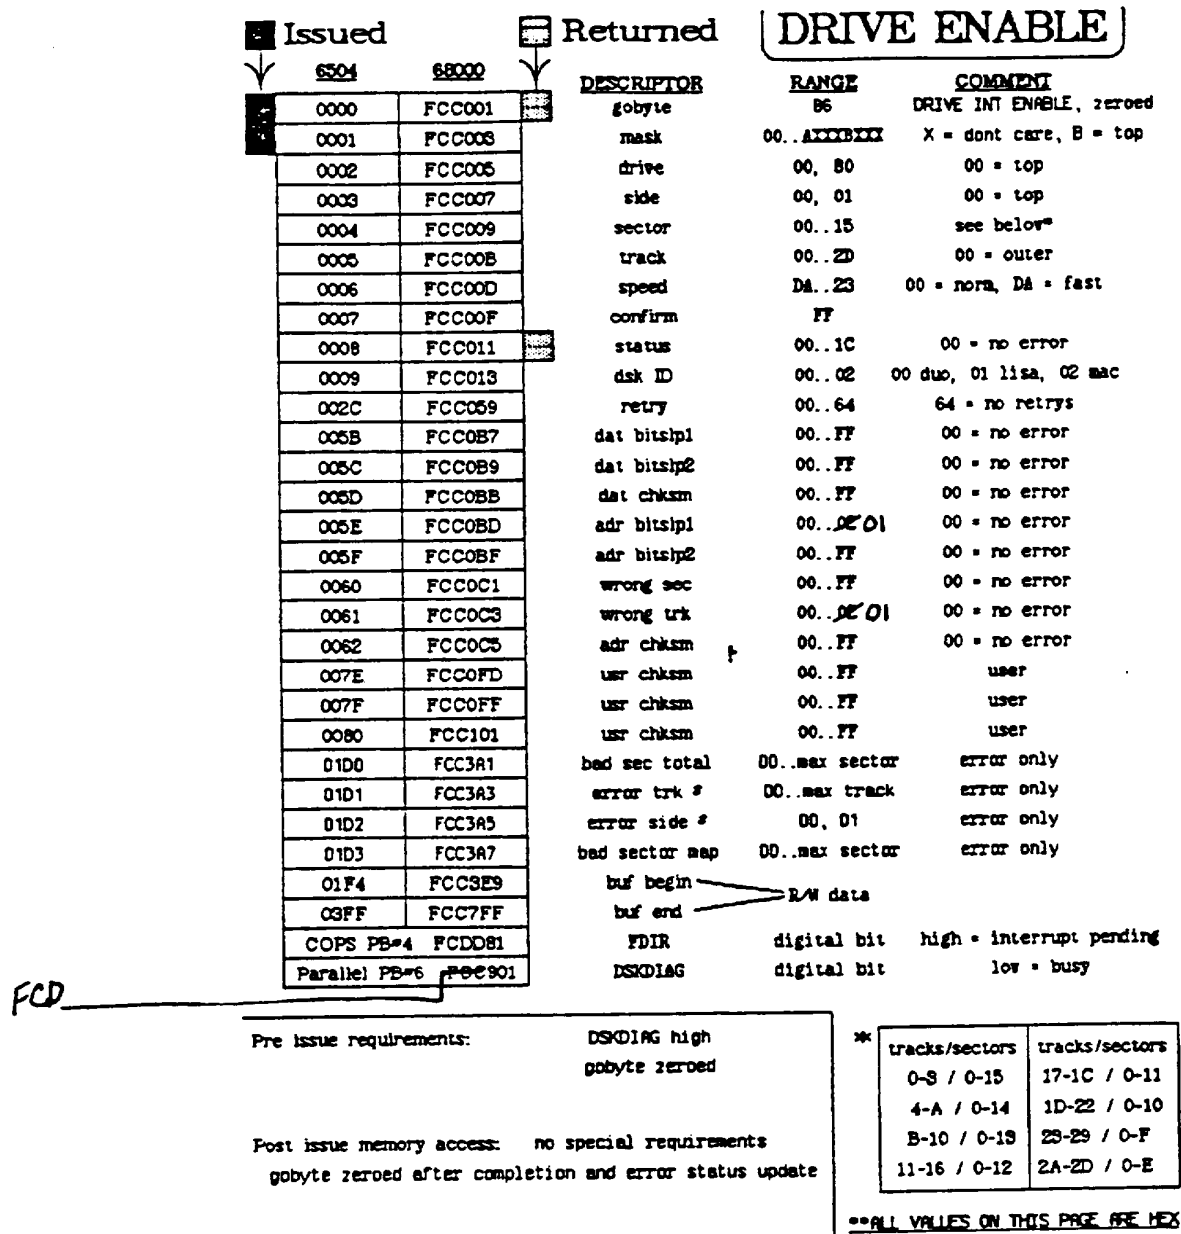 Issued Returned DRIVE ENABLE
6504 68000 DESCRIPTOR RANGE COMMENT
0000 FCC001 gobyte 86 DRIVE INT ENABLE, zeroed
0001 FCC003 mask 00..AXXXBXXX X = dont care, B = top
0002 FCC005 drive 00, 80 00 = top
0003 FCC007 side 00, 01 00 = top
0004 FCC009 sector 00..15 see below*
0005 FCC00B track 00..2D 00 = outer
0006 FCC00D speed DA..23 00 = norm, DA = fast
0007 FCC00F confirm FF
0008 FCC011 status 00..1C 00 = no error
0009 FCC013 dsk ID 00..02 00 duo, 01 lisa, 02 mac
002C FCC059 retry 00..64 64 = no retrys
005B FCC0B7 dat bitslp1 00..FF 00 = no error
005C FCC0B9 dat bitslp2 00..FF 00 = no error
005D FCC0BB dat chksm 00..FF 00 = no error
005E FCC0BD adr bitslp1 00.. 01 00 = no error
005F FCC0BF adr bitslp2 00..FF 00 = no error
0060 FCC0C1 wrong sec 00..FF 00 = no error
0061 FCC0C3 wrong trk 00.. 01 00 = no error
0062 FCC0C5 adr chksm 00..FF 00 = no error
007E FCC0FD usr chksm 00..FF user
007F FCC0FF usr chksm 00..FF user
0080 FCC101 usr chksm 00..FF user
01D0 FCC3A1 bad sec total 00..max sector error only
01D1 FCC3A3 error trk # 00..max track error only
01D2 FCC3A5 error side # 00, 01 error only
01D3 FCC3A7 bad sector map 00..max sector error only
01F4 FCC3E9 buf begin
R/W data
03FF FCC7FF buf end
COPS PB#4 FCDD81 FDIR digital bit high = interrupt pending
Parallel PB#6 901 DSKDIAG digital bit low = busy
FCD
Pre issue requirements: DSKDIAG high
gobyte zeroed
Post issue memory access: no special requirements
gobyte zeroed after completion and error status update
* tracks/sectors tracks/sectors
0-3 / 0-15 17-1C / 0-11
4-A / 0-14 1D-22 / 0-10
B-10 / 0-13 23-29 / 0-F
11-16 / 0-12 2A-2D / 0-E
**ALL VALUES ON THIS PAGE ARE HEX